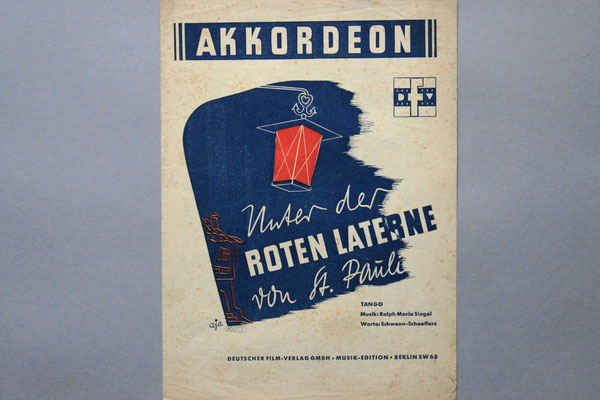 AKKORDEON
DFM
Unter der
ROTEN LATERNE
von St. Pauli
TANGO
Musik: Ralph Maria Siegel
Worte: Schwenn-Schaeffers
aja
DEUTSCHER FILM-VERLAG GMBH • MUSIK-EDITION • BERLIN SW 68